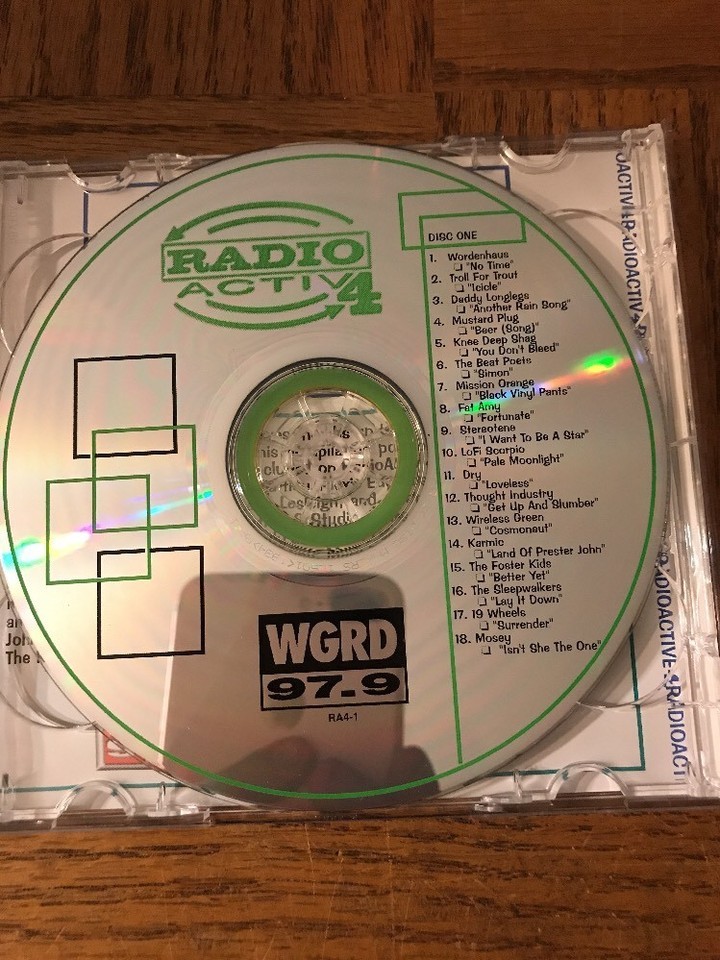 RADIO
ACTIV4
DISC ONE
1. Wordenhaus
"No Time"
2. Troll For Trout
"Icicle"
3. Daddy Longlegs
"Another Rain Song"
4. Mustard Plug
"Beer (Song)"
5. Knee Deep Shag
"You Don't Bleed"
6. The Beat Poets
"Simon"
7. Mission Orange
"Black Vinyl Pants"
8. Fat Amy
"Fortunate"
9. Stereotene
"I Want To Be A Star"
10. LoFi Scorpio
"Pale Moonlight"
11. Dry
"Loveless"
12. Thought Industry
"Get Up And Slumber"
13. Wireless Green
"Cosmonaut"
14. Karmic
"Land Of Prester John"
15. The Foster Kids
"Better Yet"
16. The Sleepwalkers
"Lay It Down"
17. 19 Wheels
"Surrender"
18. Mosey
"Isn't She The One"
WGRD
97.9
RA4-1
The